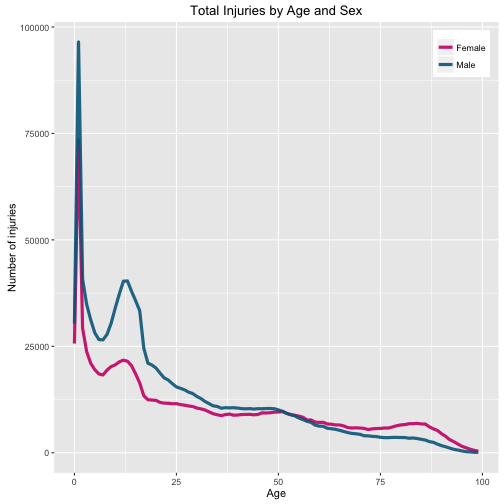 Total Injuries by Age and Sex
Number of injuries
100000
75000
50000
25000
0
Female
Male
0 25 50 75 100
Age